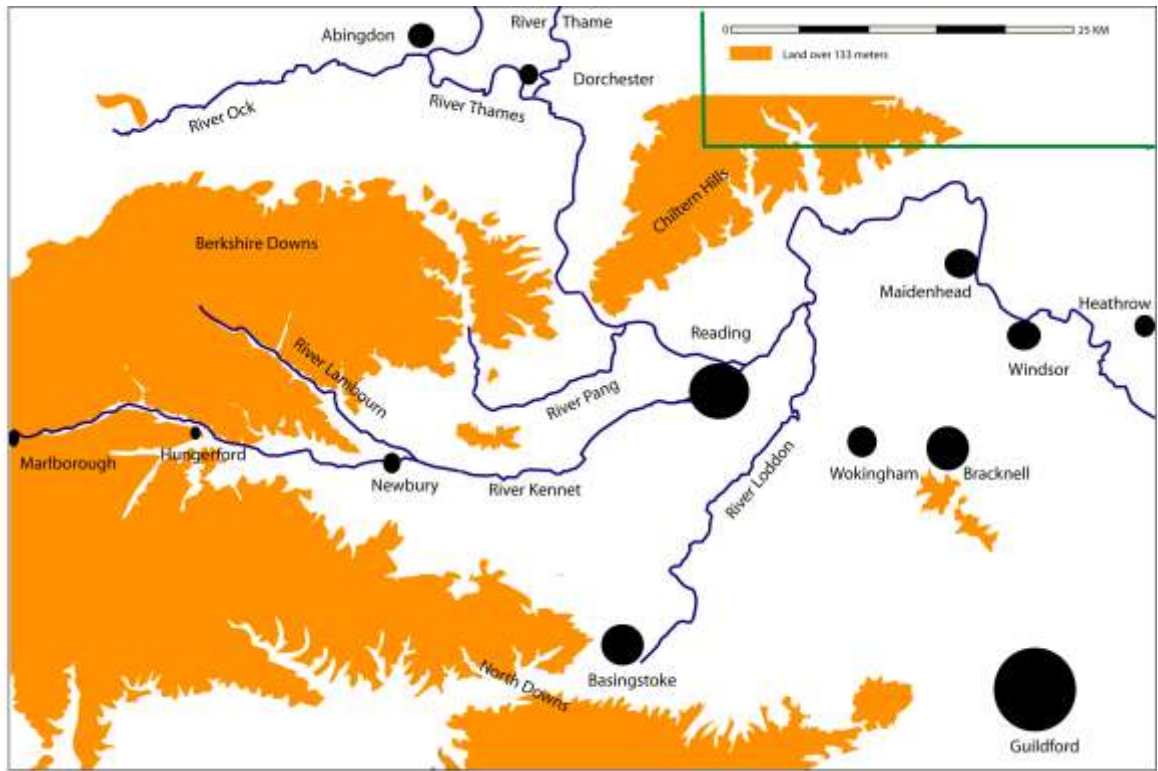 River Thame
0 25 KM
Abingdon
Land over 133 meters
Dorchester
River Thames
River Ock
Chiltern Hills
Berkshire Downs
Maidenhead
Heathrow
Reading
Windsor
River Lambourn
River Pang
Marlborough
Hungerford
Newbury
River Kennet
River Loddon
Wokingham
Bracknell
North Downs
Basingstoke
Guildford